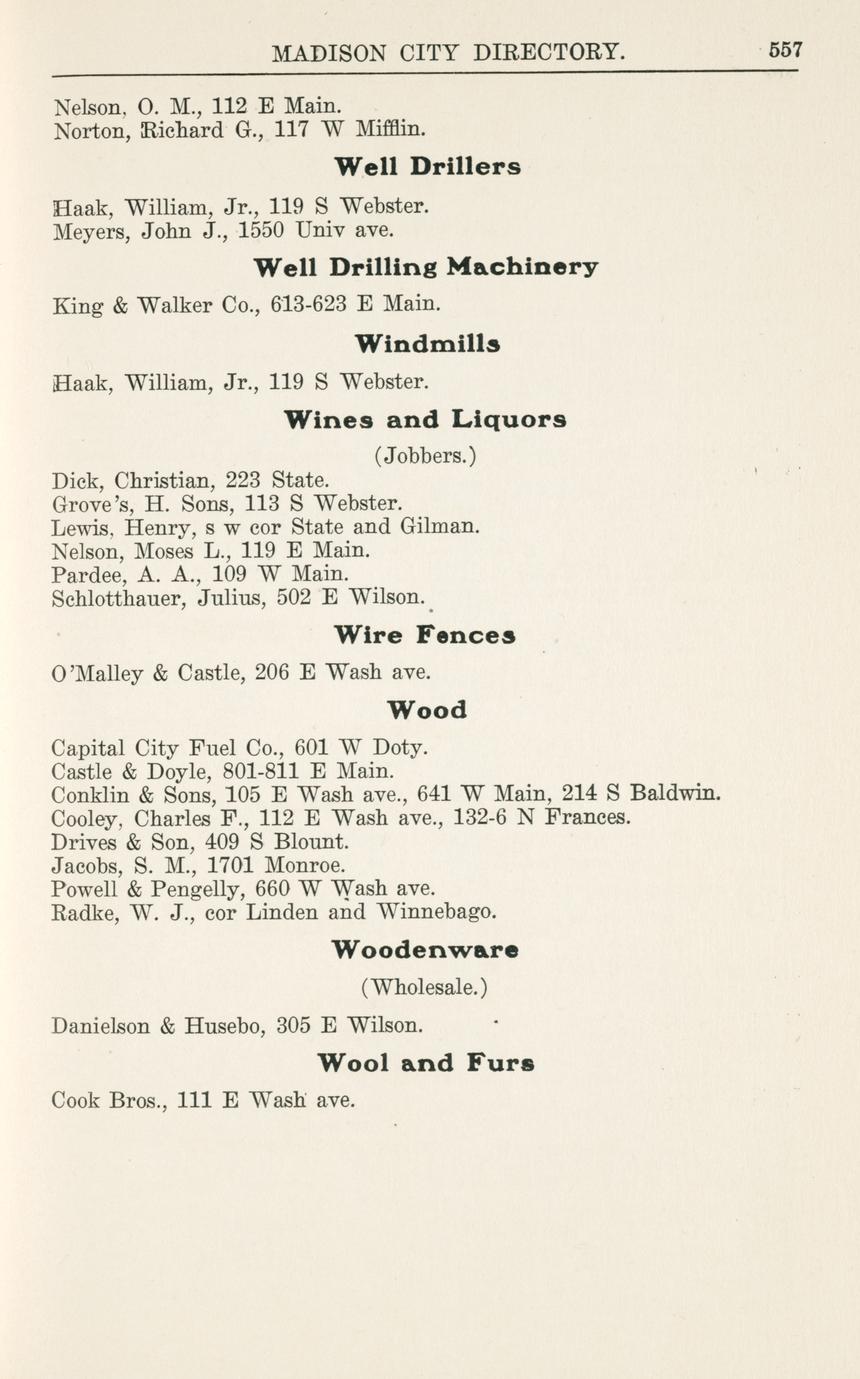 MADISON CITY DIRECTORY. 557
Nelson, O. M., 112 E Main.
Norton, Richard G., 117 W Mifflin.
Well Drillers
Haak, William, Jr., 119 S Webster.
Meyers, John J., 1550 Univ ave.
Well Drilling Machinery
King & Walker Co., 613-623 E Main.
Windmills
Haak, William, Jr., 119 S Webster.
Wines and Liquors
(Jobbers.)
Dick, Christian, 223 State.
Grove's, H. Sons, 113 S Webster.
Lewis, Henry, s w cor State and Gilman.
Nelson, Moses L., 119 E Main.
Pardee, A. A., 109 W Main.
Schlotthauer, Julius, 502 E Wilson.
Wire Fences
O'Malley & Castle, 206 E Wash ave.
Wood
Capital City Fuel Co., 601 W Doty.
Castle & Doyle, 801-811 E Main.
Conklin & Sons, 105 E Wash ave., 641 W Main, 214 S Baldwin.
Cooley, Charles F., 112 E Wash ave., 132-6 N Frances.
Drives & Son, 409 S Blount.
Jacobs, S. M., 1701 Monroe.
Powell & Pengelly, 660 W Wash ave.
Radke, W. J., cor Linden and Winnebago.
Woodenware
(Wholesale.)
Danielson & Husebo, 305 E Wilson.
Wool and Furs
Cook Bros., 111 E Wash ave.